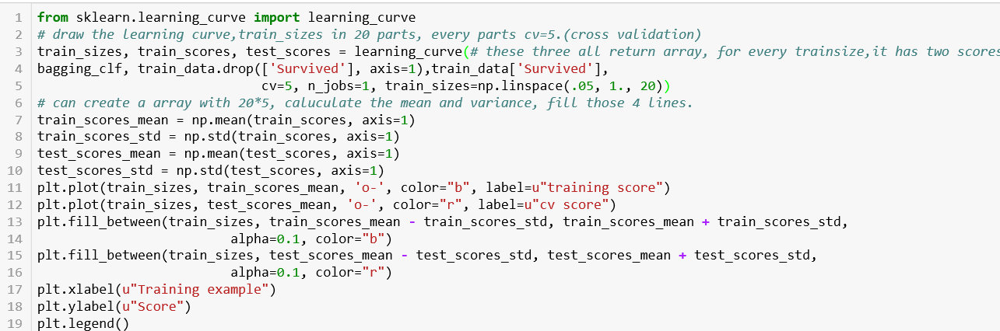 1 from sklearn.learning_curve import learning_curve
2 # draw the learning curve,train_sizes in 20 parts, every parts cv=5.(cross validation)
3 train_sizes, train_scores, test_scores = learning_curve(# these three all return array, for every trainsize,it has two scores
4 bagging_clf, train_data.drop(['Survived'], axis=1),train_data['Survived'],
5 cv=5, n_jobs=1, train_sizes=np.linspace(.05, 1., 20))
6 # can create a array with 20*5, caluculate the mean and variance, fill those 4 lines.
7 train_scores_mean = np.mean(train_scores, axis=1)
8 train_scores_std = np.std(train_scores, axis=1)
9 test_scores_mean = np.mean(test_scores, axis=1)
10 test_scores_std = np.std(test_scores, axis=1)
11 plt.plot(train_sizes, train_scores_mean, 'o-', color="b", label=u"training score")
12 plt.plot(train_sizes, test_scores_mean, 'o-', color="r", label=u"cv score")
13 plt.fill_between(train_sizes, train_scores_mean - train_scores_std, train_scores_mean + train_scores_std,
14 alpha=0.1, color="b")
15 plt.fill_between(train_sizes, test_scores_mean - test_scores_std, test_scores_mean + test_scores_std,
16 alpha=0.1, color="r")
17 plt.xlabel(u"Training example")
18 plt.ylabel(u"Score")
19 plt.legend()